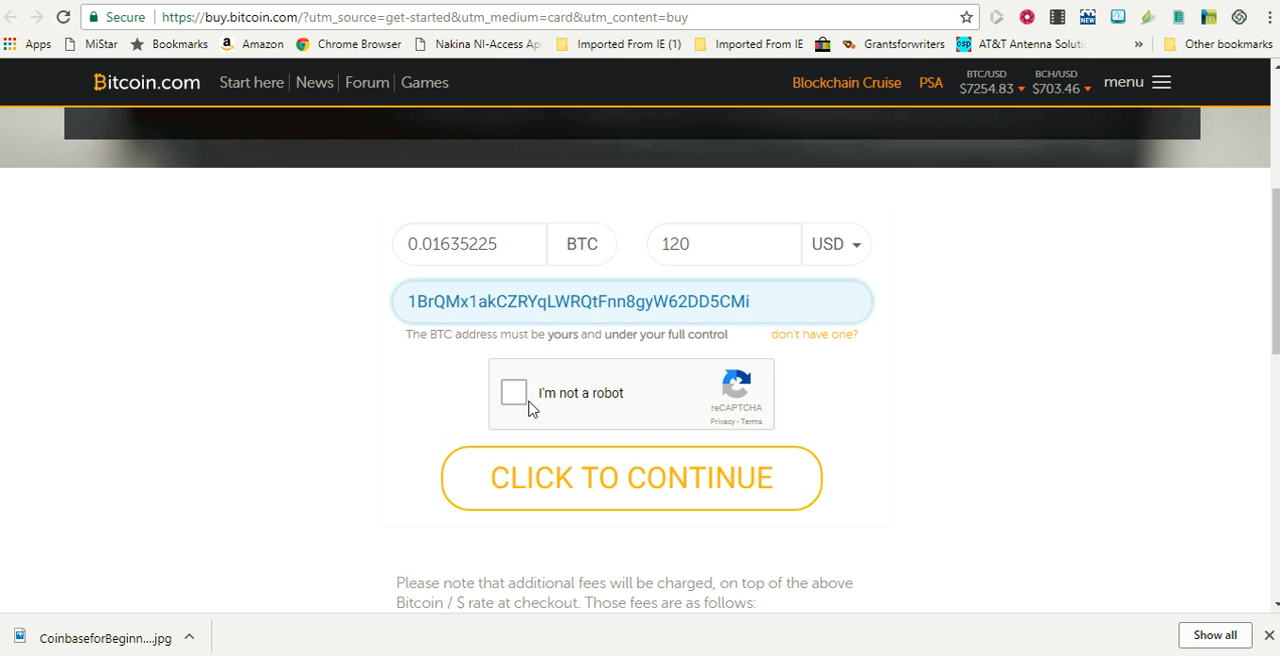 Secure https://buy.bitcoin.com/?utm_source=get-started&utm_medium=card&utm_content=buy
Apps MiStar Bookmarks Amazon Chrome Browser Nakina NI-Access Ap Imported From IE (1) Imported From IE Grantsforwriters osp AT&T Antenna Soluti » Other bookmarks
Bitcoin.com Start here News Forum Games Blockchain Cruise PSA BTC/USD $7254.83 BCH/USD $703.46 menu
0.01635225 BTC 120 USD
1BrQMx1akCZRYqLWRQtFnn8gyW62DD5CMi
The BTC address must be yours and under your full control don't have one?
I'm not a robot
reCAPTCHA
Privacy - Terms
CLICK TO CONTINUE
Please note that additional fees will be charged, on top of the above
Bitcoin / $ rate at checkout. Those fees are as follows:
CoinbaseforBeginn....jpg Show all